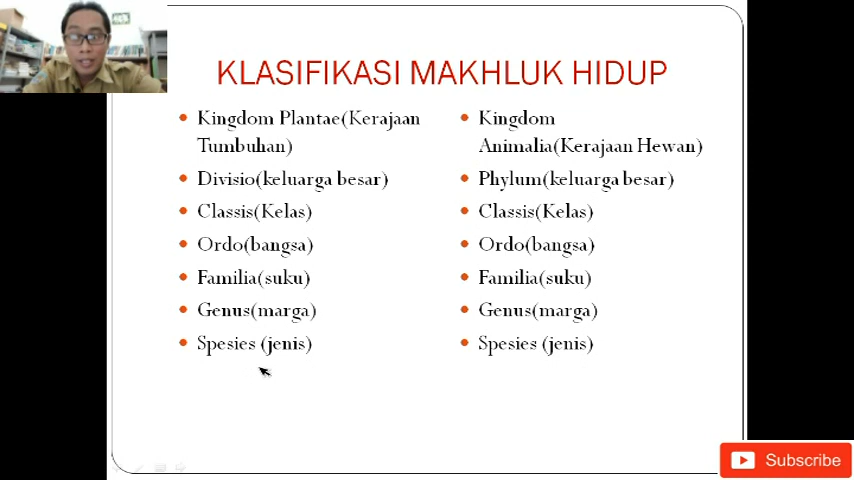 KLASIFIKASI MAKHLUK HIDUP
Kingdom Plantae(Kerajaan
Tumbuhan)
Divisio(keluarga besar)
Classis(Kelas)
Ordo(bangsa)
Familia(suku)
Genus(marga)
Spesies (jenis)
Kingdom
Animalia(Kerajaan Hewan)
Phylum(keluarga besar)
Classis(Kelas)
Ordo(bangsa)
Familia(suku)
Genus(marga)
Spesies (jenis)
Subscribe